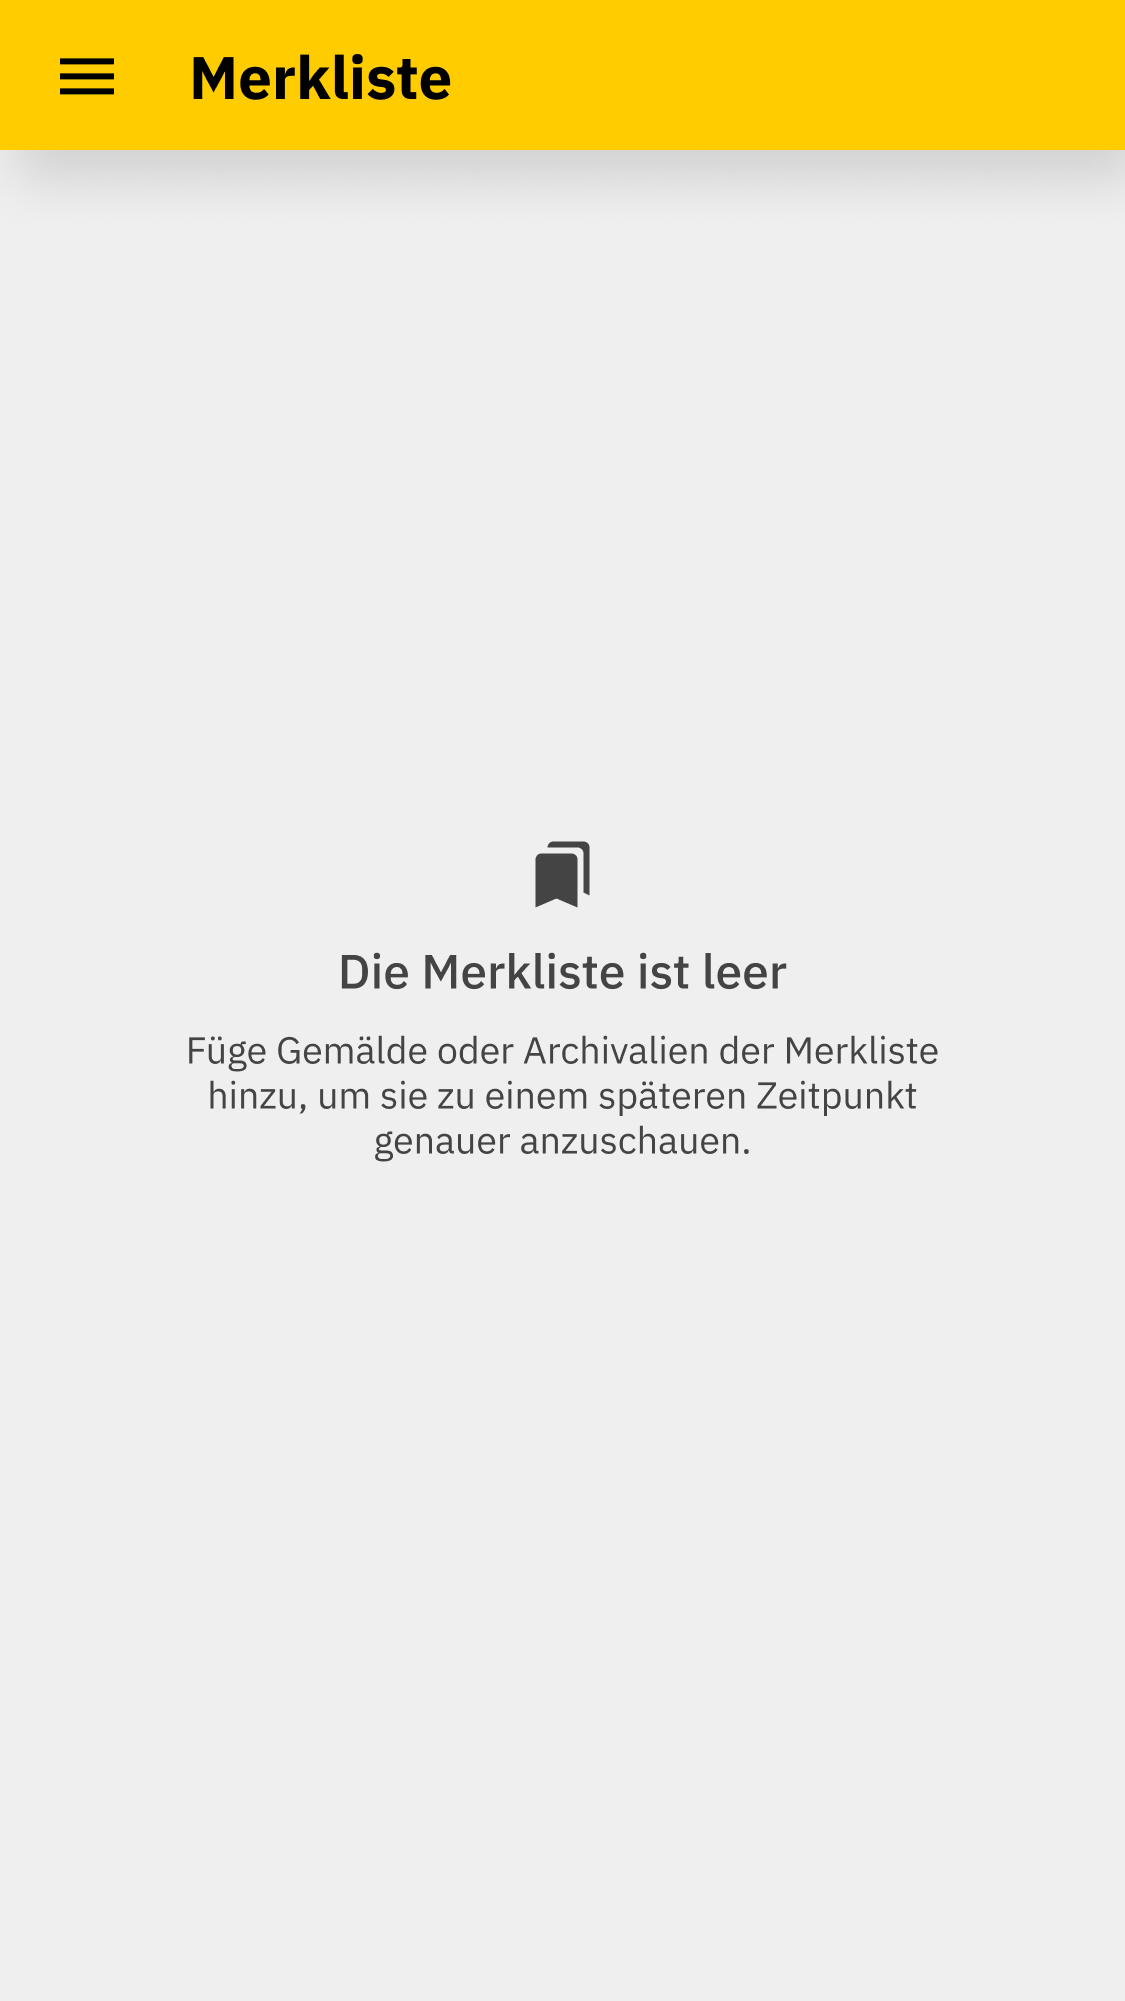 Merkliste
Die Merkliste ist leer
Füge Gemälde oder Archivalien der Merkliste
hinzu, um sie zu einem späteren Zeitpunkt
genauer anzuschauen.